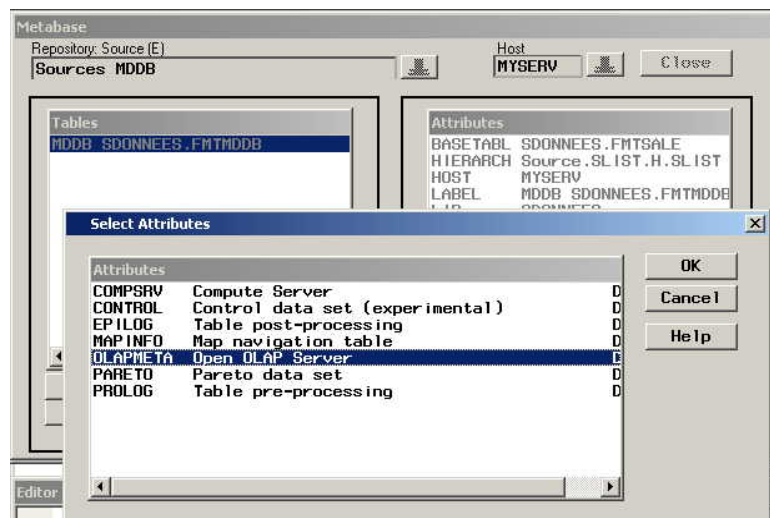 Metabase
Repository: Source (E)
Host
Sources MDDB
MYSERV
Close
Tables
MDDB SDONNEES.FMTMDDB
Attributes
BASETABL SDONNEES.FMTSALE
HIERARCH Source.SLIST.H.SLIST
HOST MYSERV
LABEL MDDB SDONNEES.FMTMDDB
Select Attributes
Attributes
COMPSRV Compute Server D
CONTROL Control data set (experimental) D
EPILOG Table post-processing D
MAPINFO Map navigation table D
OLAPMETA Open OLAP Server D
PARETO Pareto data set D
PROLOG Table pre-processing D
OK
Cancel
Help
Editor